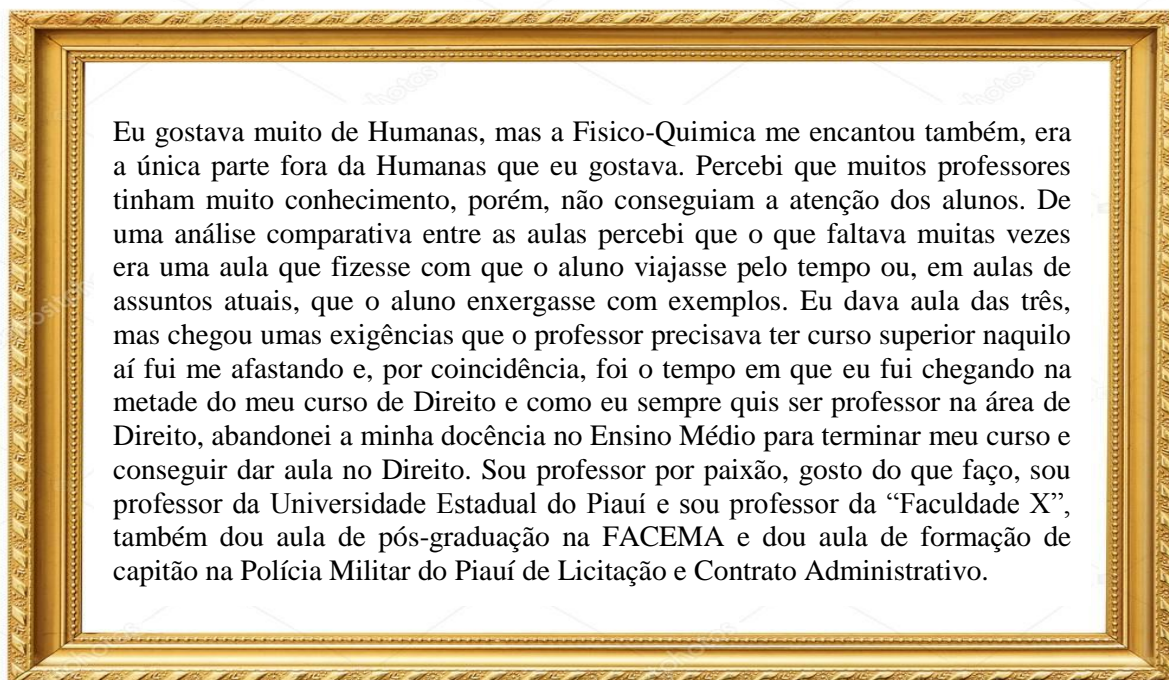 Eu gostava muito de Humanas, mas a Fisico-Quimica me encantou também, era
a única parte fora da Humanas que eu gostava. Percebi que muitos professores
tinham muito conhecimento, porém, não conseguiam a atenção dos alunos. De
uma análise comparativa entre as aulas percebi que o que faltava muitas vezes
era uma aula que fizesse com que o aluno viajasse pelo tempo ou, em aulas de
assuntos atuais, que o aluno enxergasse com exemplos. Eu dava aula das três,
mas chegou umas exigências que o professor precisava ter curso superior naquilo
aí fui me afastando e, por coincidência, foi o tempo em que eu fui chegando na
metade do meu curso de Direito e como eu sempre quis ser professor na área de
Direito, abandonei a minha docência no Ensino Médio para terminar meu curso e
conseguir dar aula no Direito. Sou professor por paixão, gosto do que faço, sou
professor da Universidade Estadual do Piauí e sou professor da “Faculdade X”,
também dou aula de pós-graduação na FACEMA e dou aula de formação de
capitão na Polícia Militar do Piauí de Licitação e Contrato Administrativo.